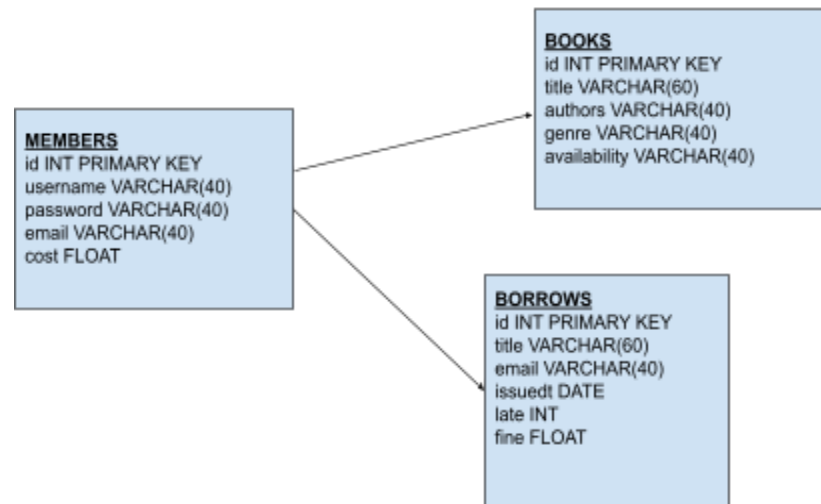 MEMBERS
id INT PRIMARY KEY
username VARCHAR(40)
password VARCHAR(40)
email VARCHAR(40)
cost FLOAT
BOOKS
id INT PRIMARY KEY
title VARCHAR(60)
authors VARCHAR(40)
genre VARCHAR(40)
availability VARCHAR(40)
BORROWS
id INT PRIMARY KEY
title VARCHAR(60)
email VARCHAR(40)
issuedt DATE
late INT
fine FLOAT